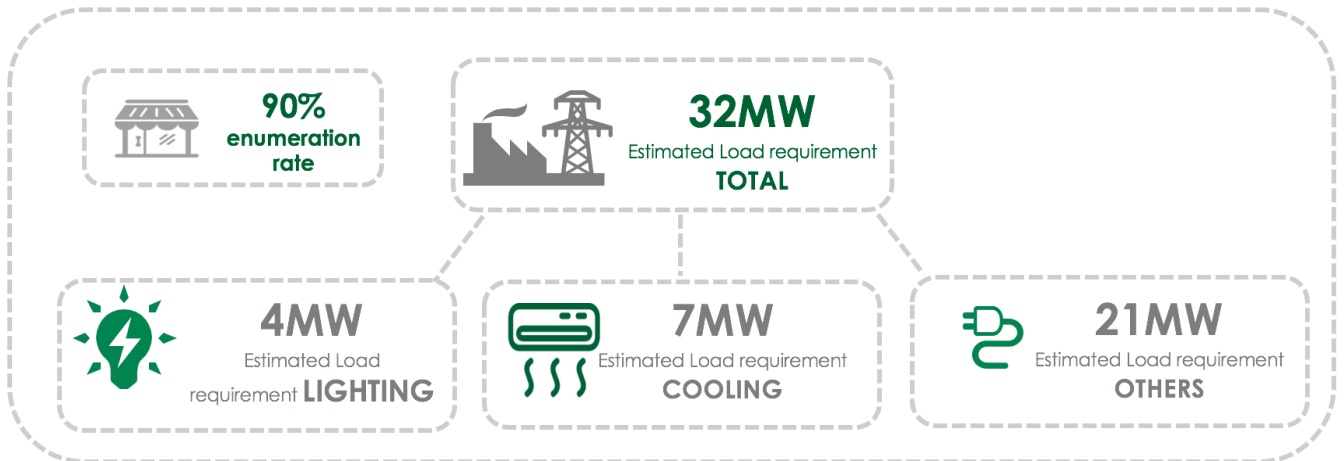 90%
enumeration
rate
32MW
Estimated Load requirement
TOTAL
4MW
Estimated Load
requirement LIGHTING
7MW
Estimated Load requirement
COOLING
21MW
Estimated Load requirement
OTHERS